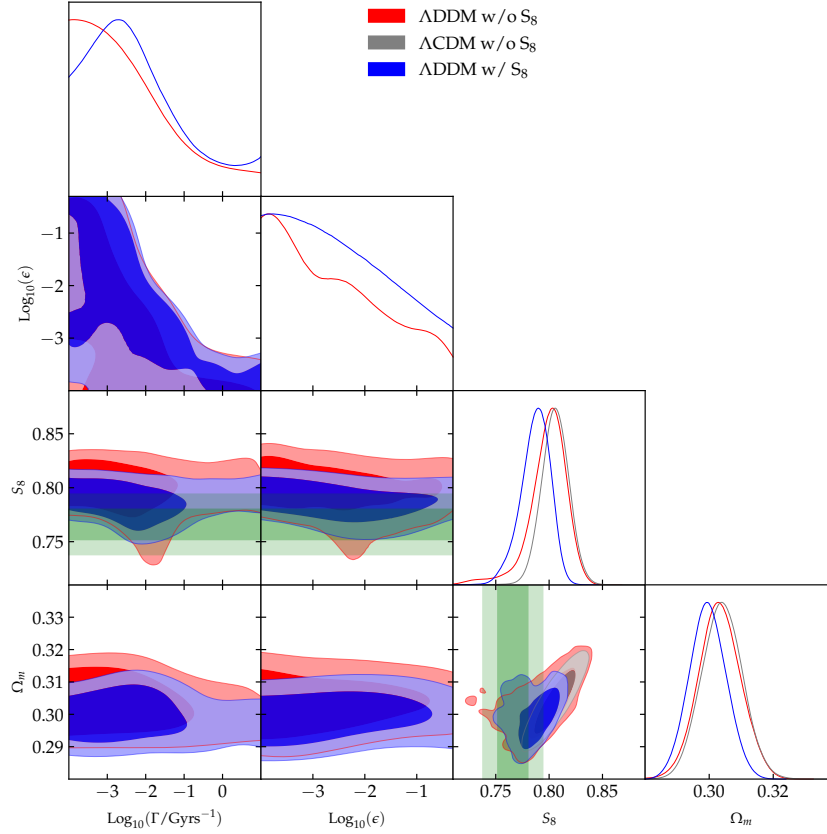 ΛDDM w/o S₈
ΛCDM w/o S₈
ΛDDM w/ S₈
Log₁₀(ϵ)
−1
−2
−3
S₈
0.85
0.80
0.75
Ωₘ
0.33
0.32
0.31
0.30
0.29
−3 −2 −1 0
Log₁₀(Γ/Gyrs⁻¹)
−3 −2 −1
Log₁₀(ϵ)
0.75 0.80 0.85
S₈
0.30 0.32
Ωₘ